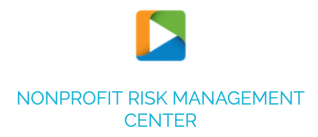 NONPROFIT RISK MANAGEMENT
CENTER